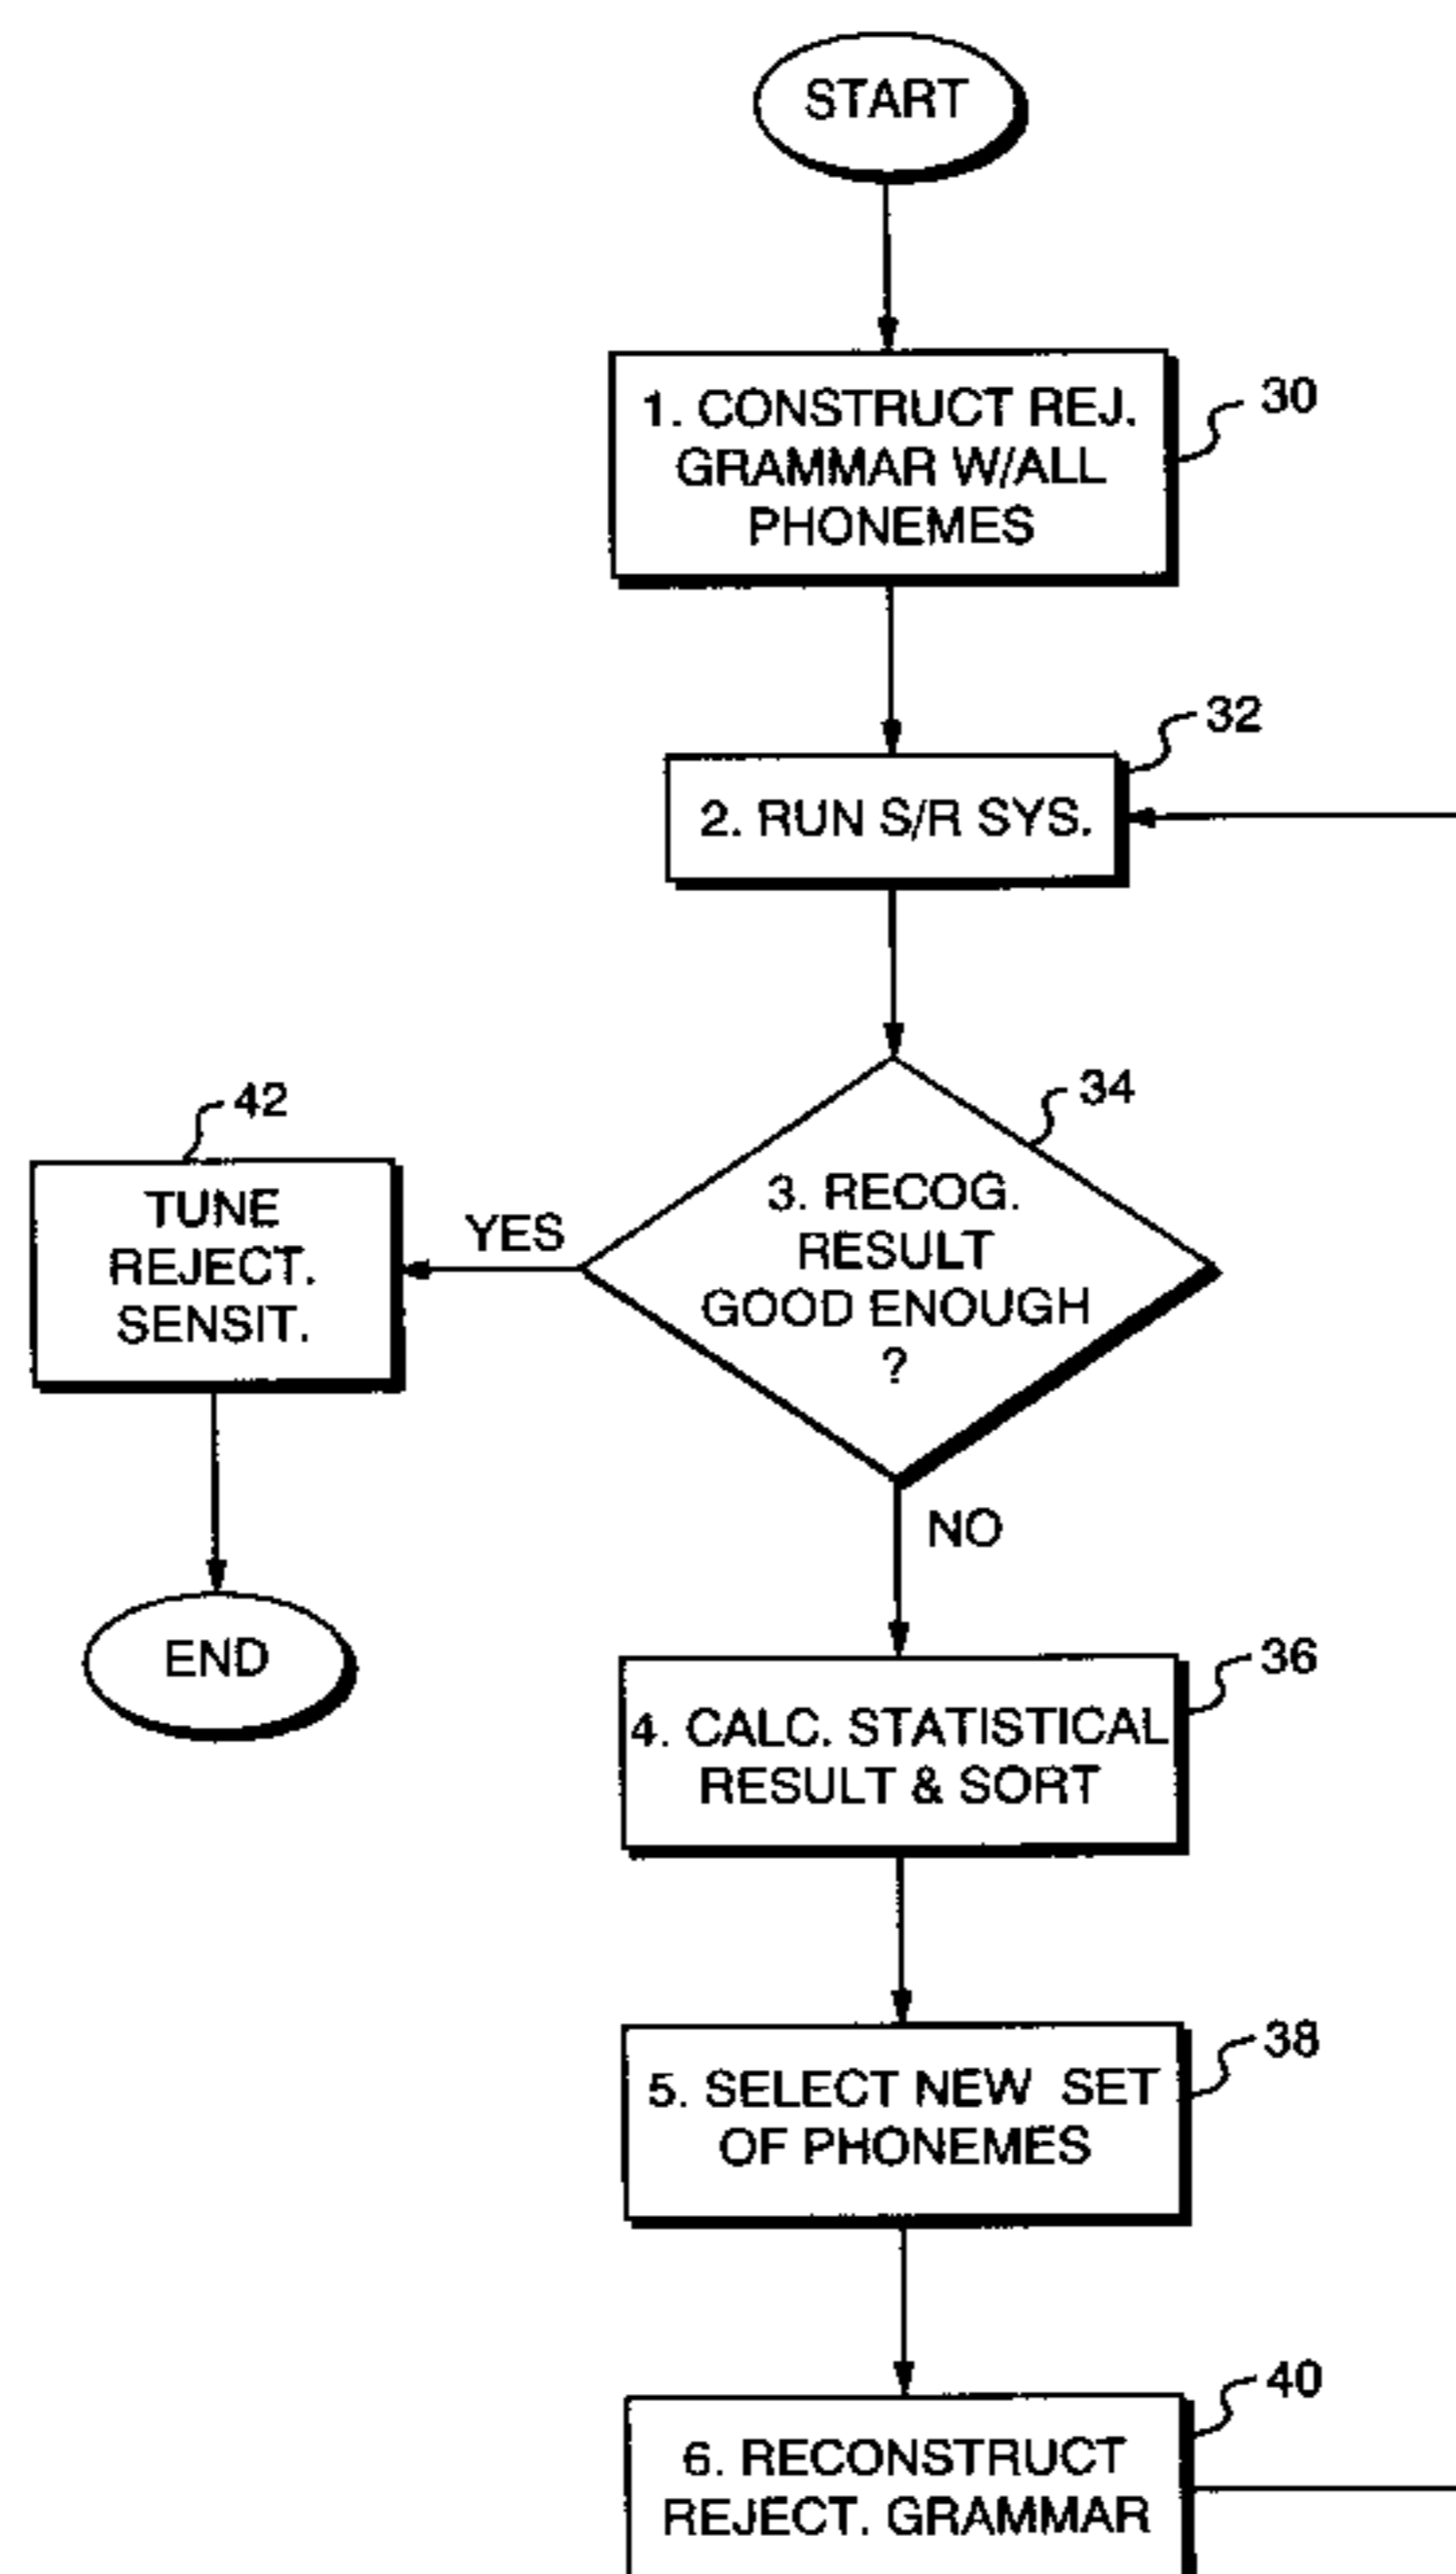 START
1. CONSTRUCT REJ.
GRAMMAR W/ALL
PHONEMES
30
32
2. RUN S/R SYS.
34
3. RECOG.
RESULT
GOOD ENOUGH
?
YES
42
TUNE
REJECT.
SENSIT.
END
NO
36
4. CALC. STATISTICAL
RESULT & SORT
38
5. SELECT NEW SET
OF PHONEMES
40
6. RECONSTRUCT
REJECT. GRAMMAR